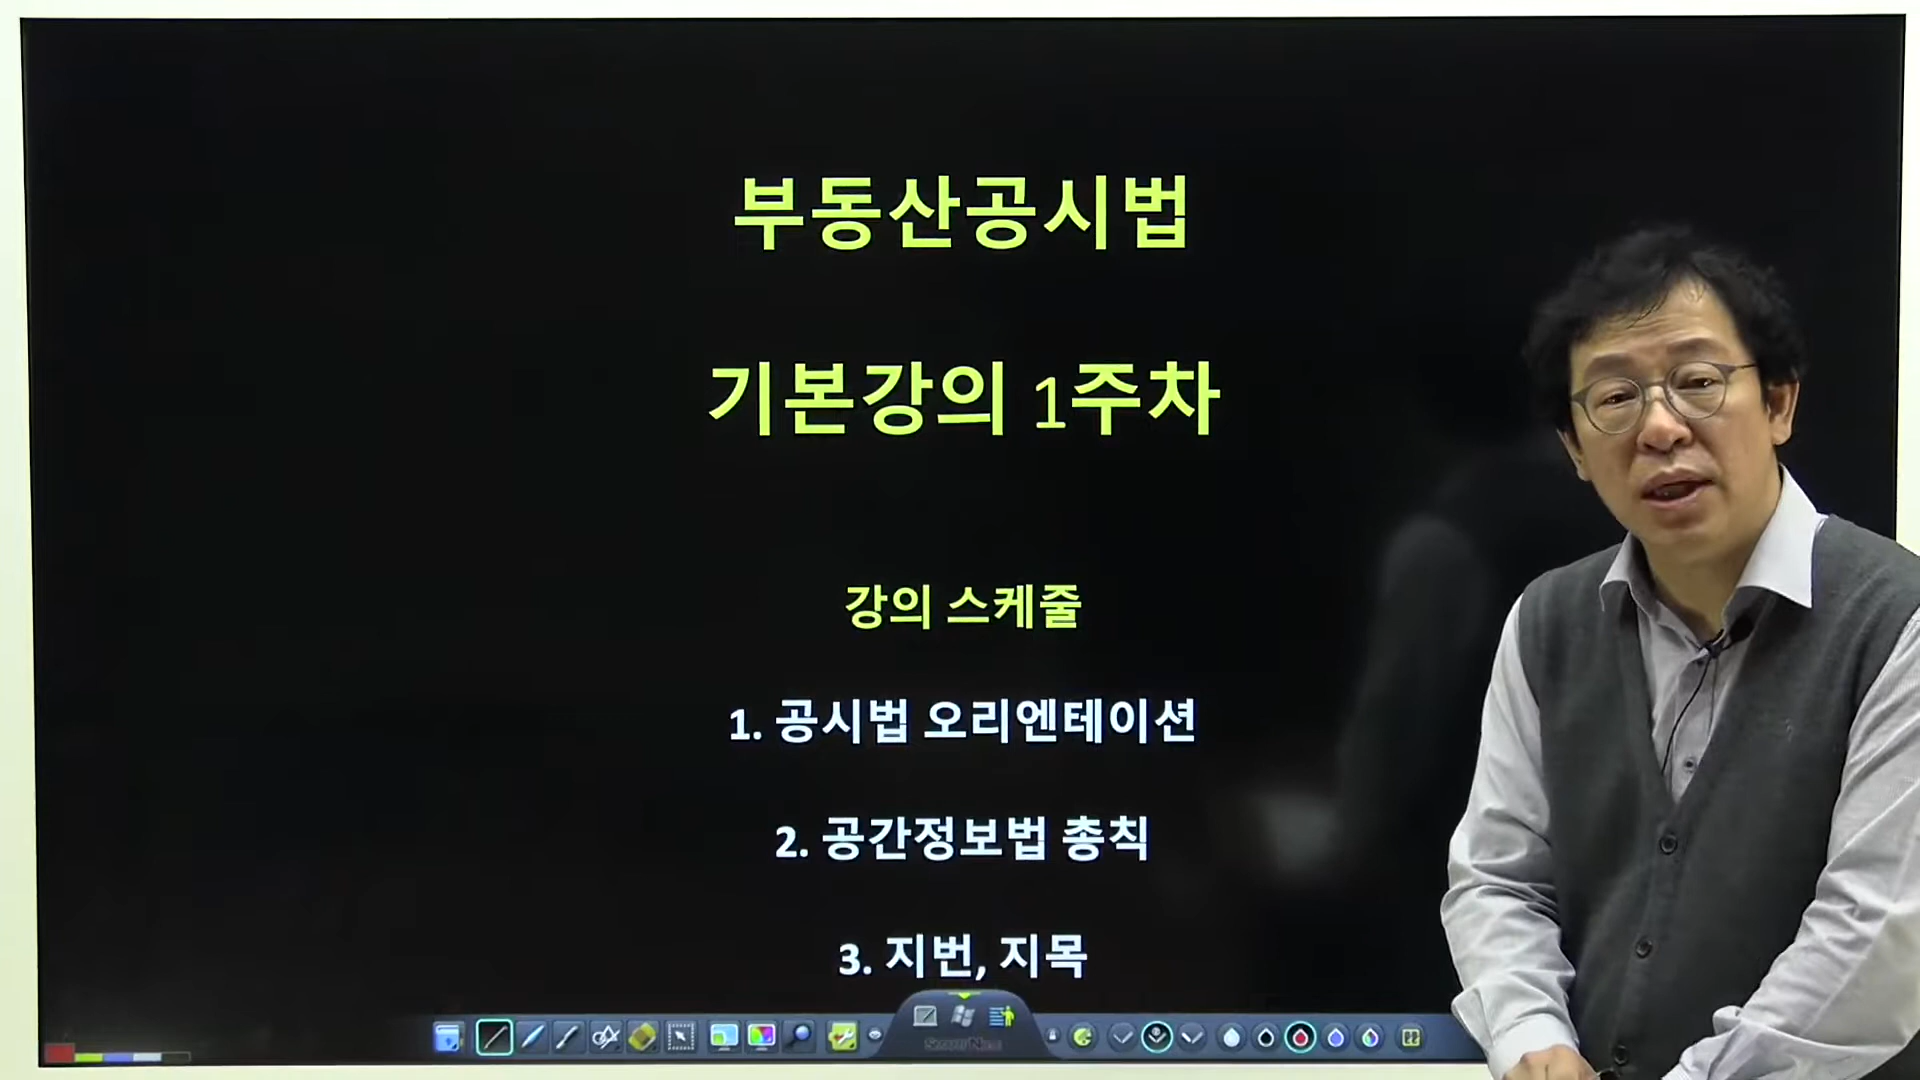 부동산공시법
기본강의 1주차
강의 스케줄
1. 공시법 오리엔테이션
2. 공간정보법 총칙
3. 지번, 지목